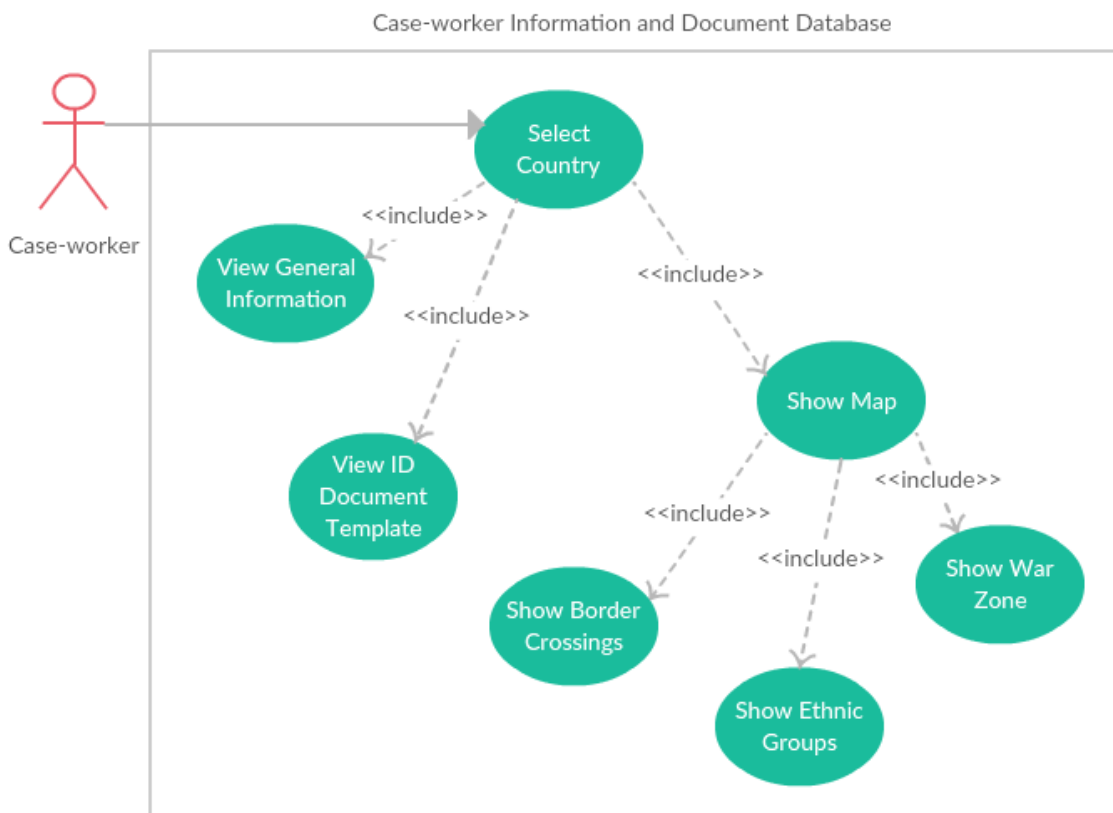 Case-worker Information and Document Database
Select
Country
<<include>>
Case-worker
View General
Information
<<include>>
<<include>>
Show Map
View ID
Document
Template
<<include>>
<<include>>
<<include>>
Show War
Zone
Show Border
Crossings
Show Ethnic
Groups